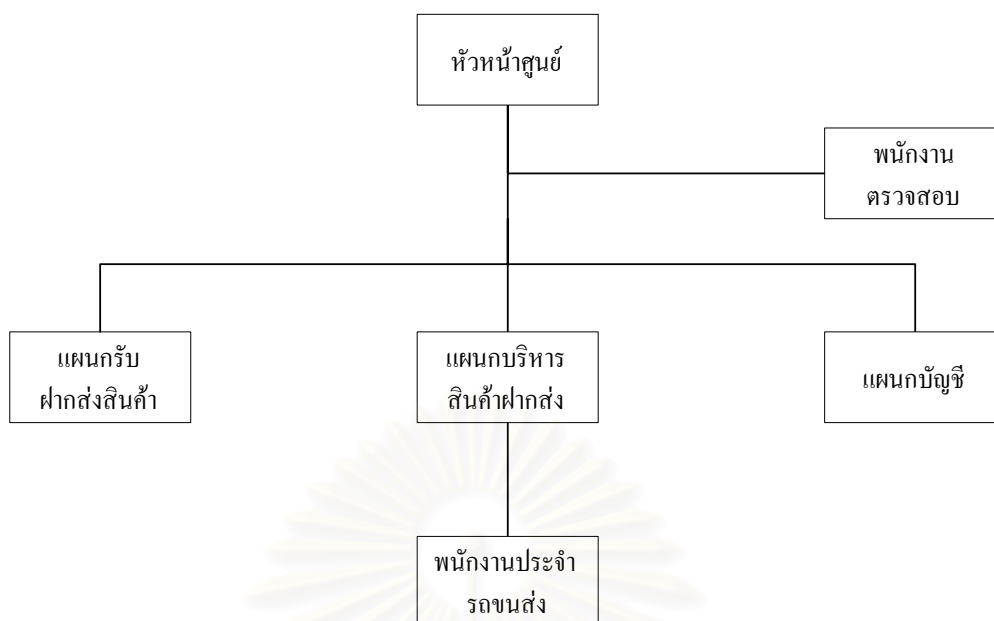 หัวหน้าศูนย์
พนักงาน
ตรวจสอบ
แผนกรับ
ฝากส่งสินค้า
แผนกบริหาร
สินค้าฝากส่ง
แผนกบัญชี
พนักงานประจำ
รถขนส่ง